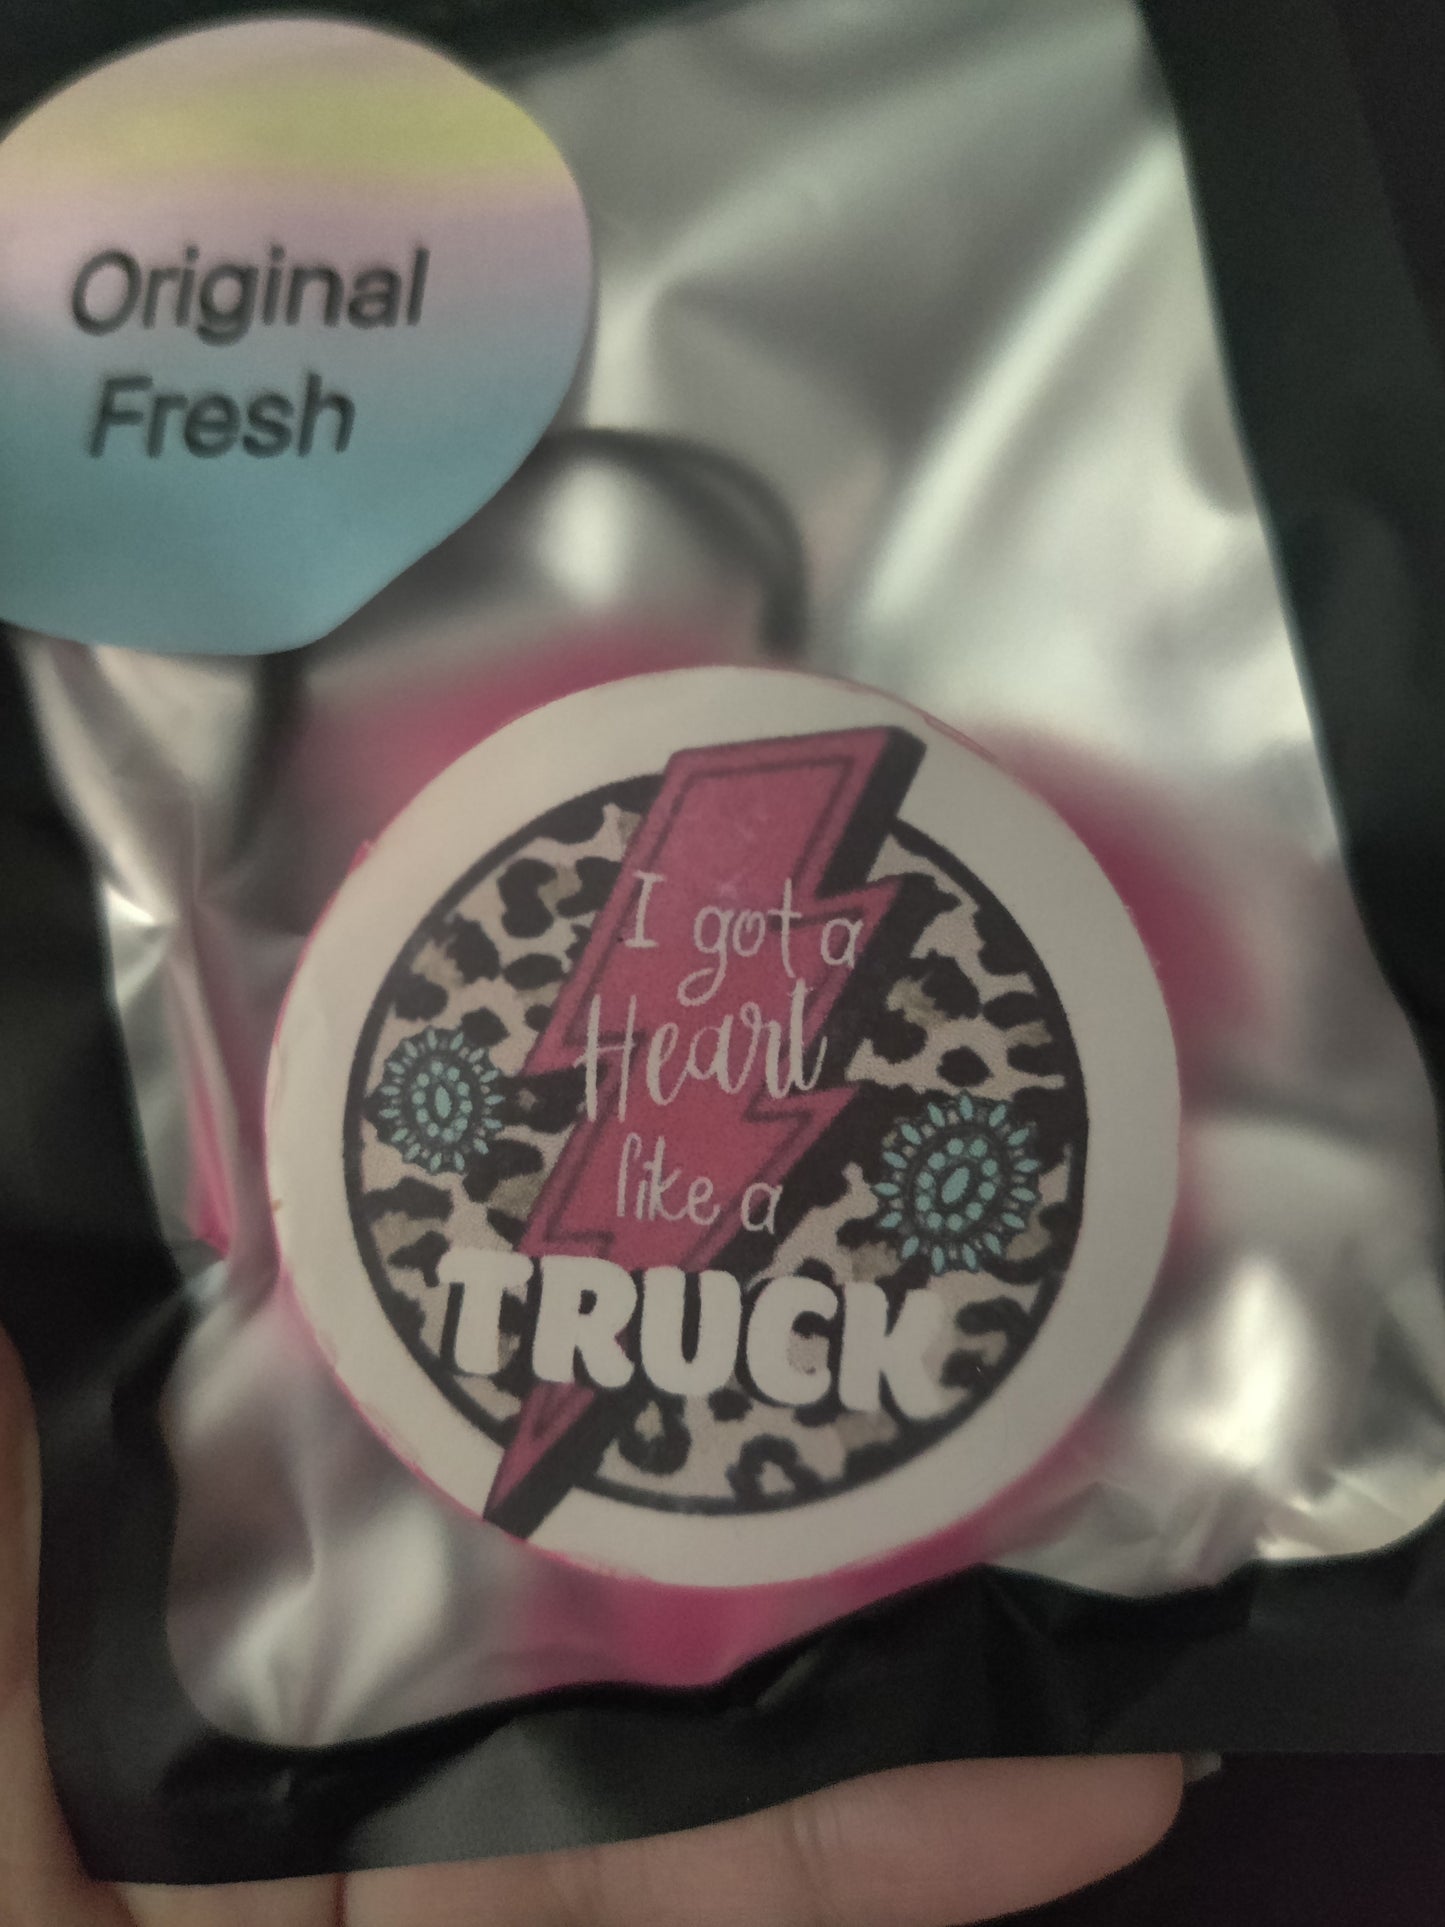 Original
Fresh
I got a
Heart
like a
TRUCK